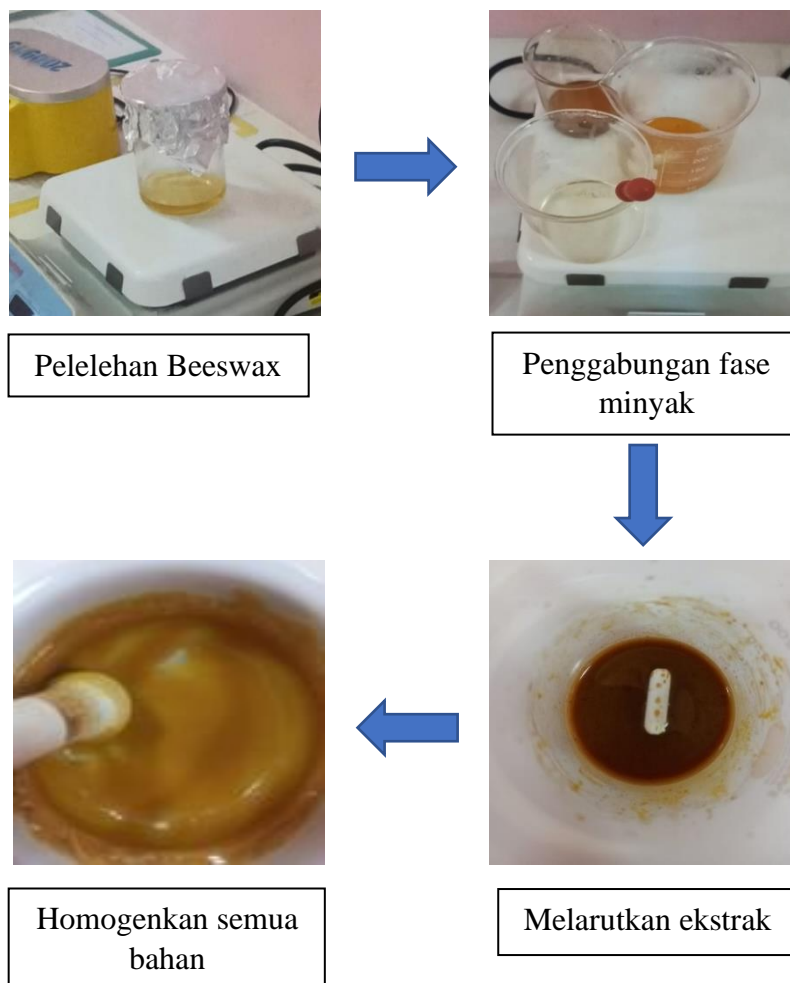 Pelelehan Beeswax
Penggabungan fase
minyak
Melarutkan ekstrak
Homogenkan semua
bahan